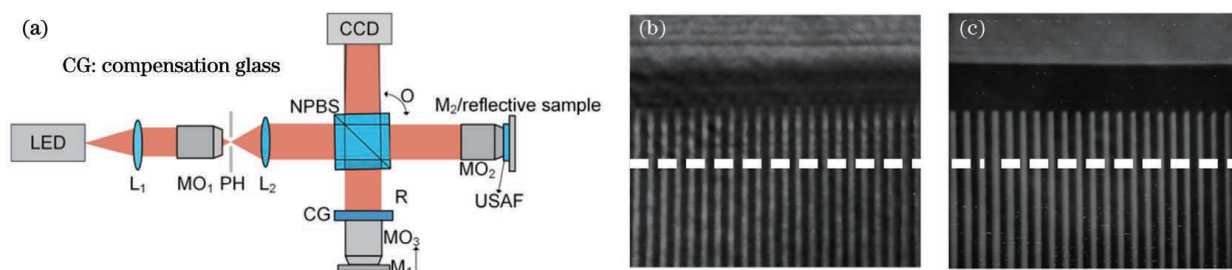 (a)
CCD
CG: compensation glass
NPBS
O
M₂/reflective sample
LED
L₁
MO₁
PH
L₂
MO₂
USAF
R
CG
MO₃
M₁
(b)
(c)